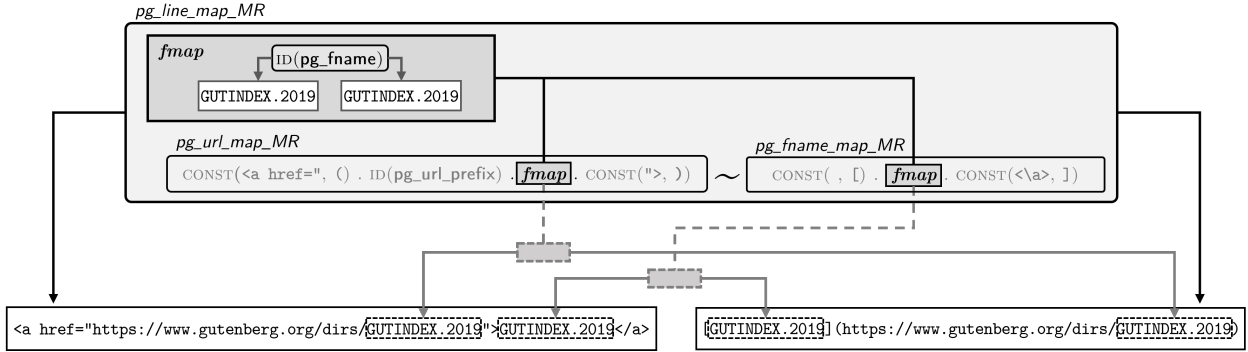 pg_line_map_MR
fmap
ID(pg_fname)
GUTINDEX.2019 GUTINDEX.2019
pg_url_map_MR
pg_fname_map_MR
CONST(<a href=", () . ID(pg_url_prefix) . fmap . CONST(">, )) ~ CONST( , [) . fmap . CONST(<\a>, ])
<a href="https://www.gutenberg.org/dirs/GUTINDEX.2019">GUTINDEX.2019</a>
[GUTINDEX.2019](https://www.gutenberg.org/dirs/GUTINDEX.2019)